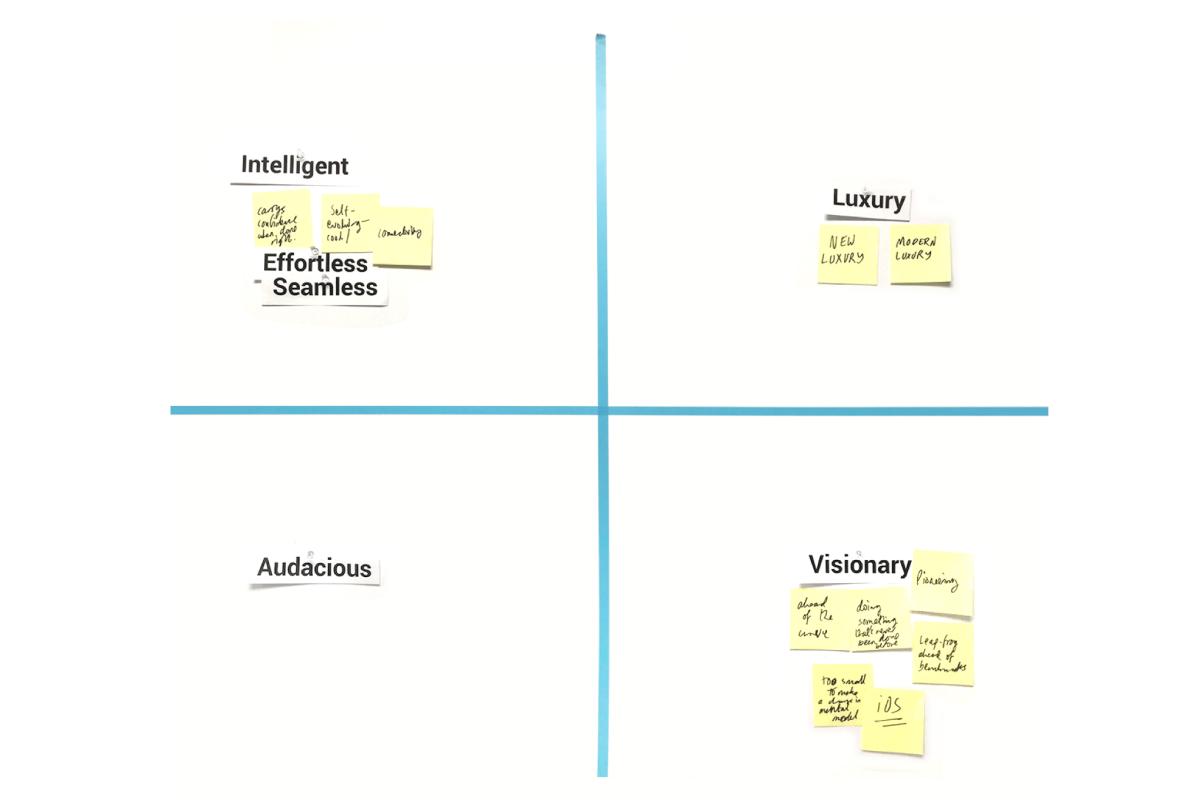 Intelligent
carrys
confidence
when done
right.
Self-
evolving
cool/
connectivity
Effortless
Seamless
Luxury
NEW
LUXURY
MODERN
LUXURY
Audacious
Visionary
Pioneering
ahead
of the
curve
doing
something
that's never
been done
before
Leap-frog
ahead of
benchmarks
too small
to make
a change in
mental
model
iOS